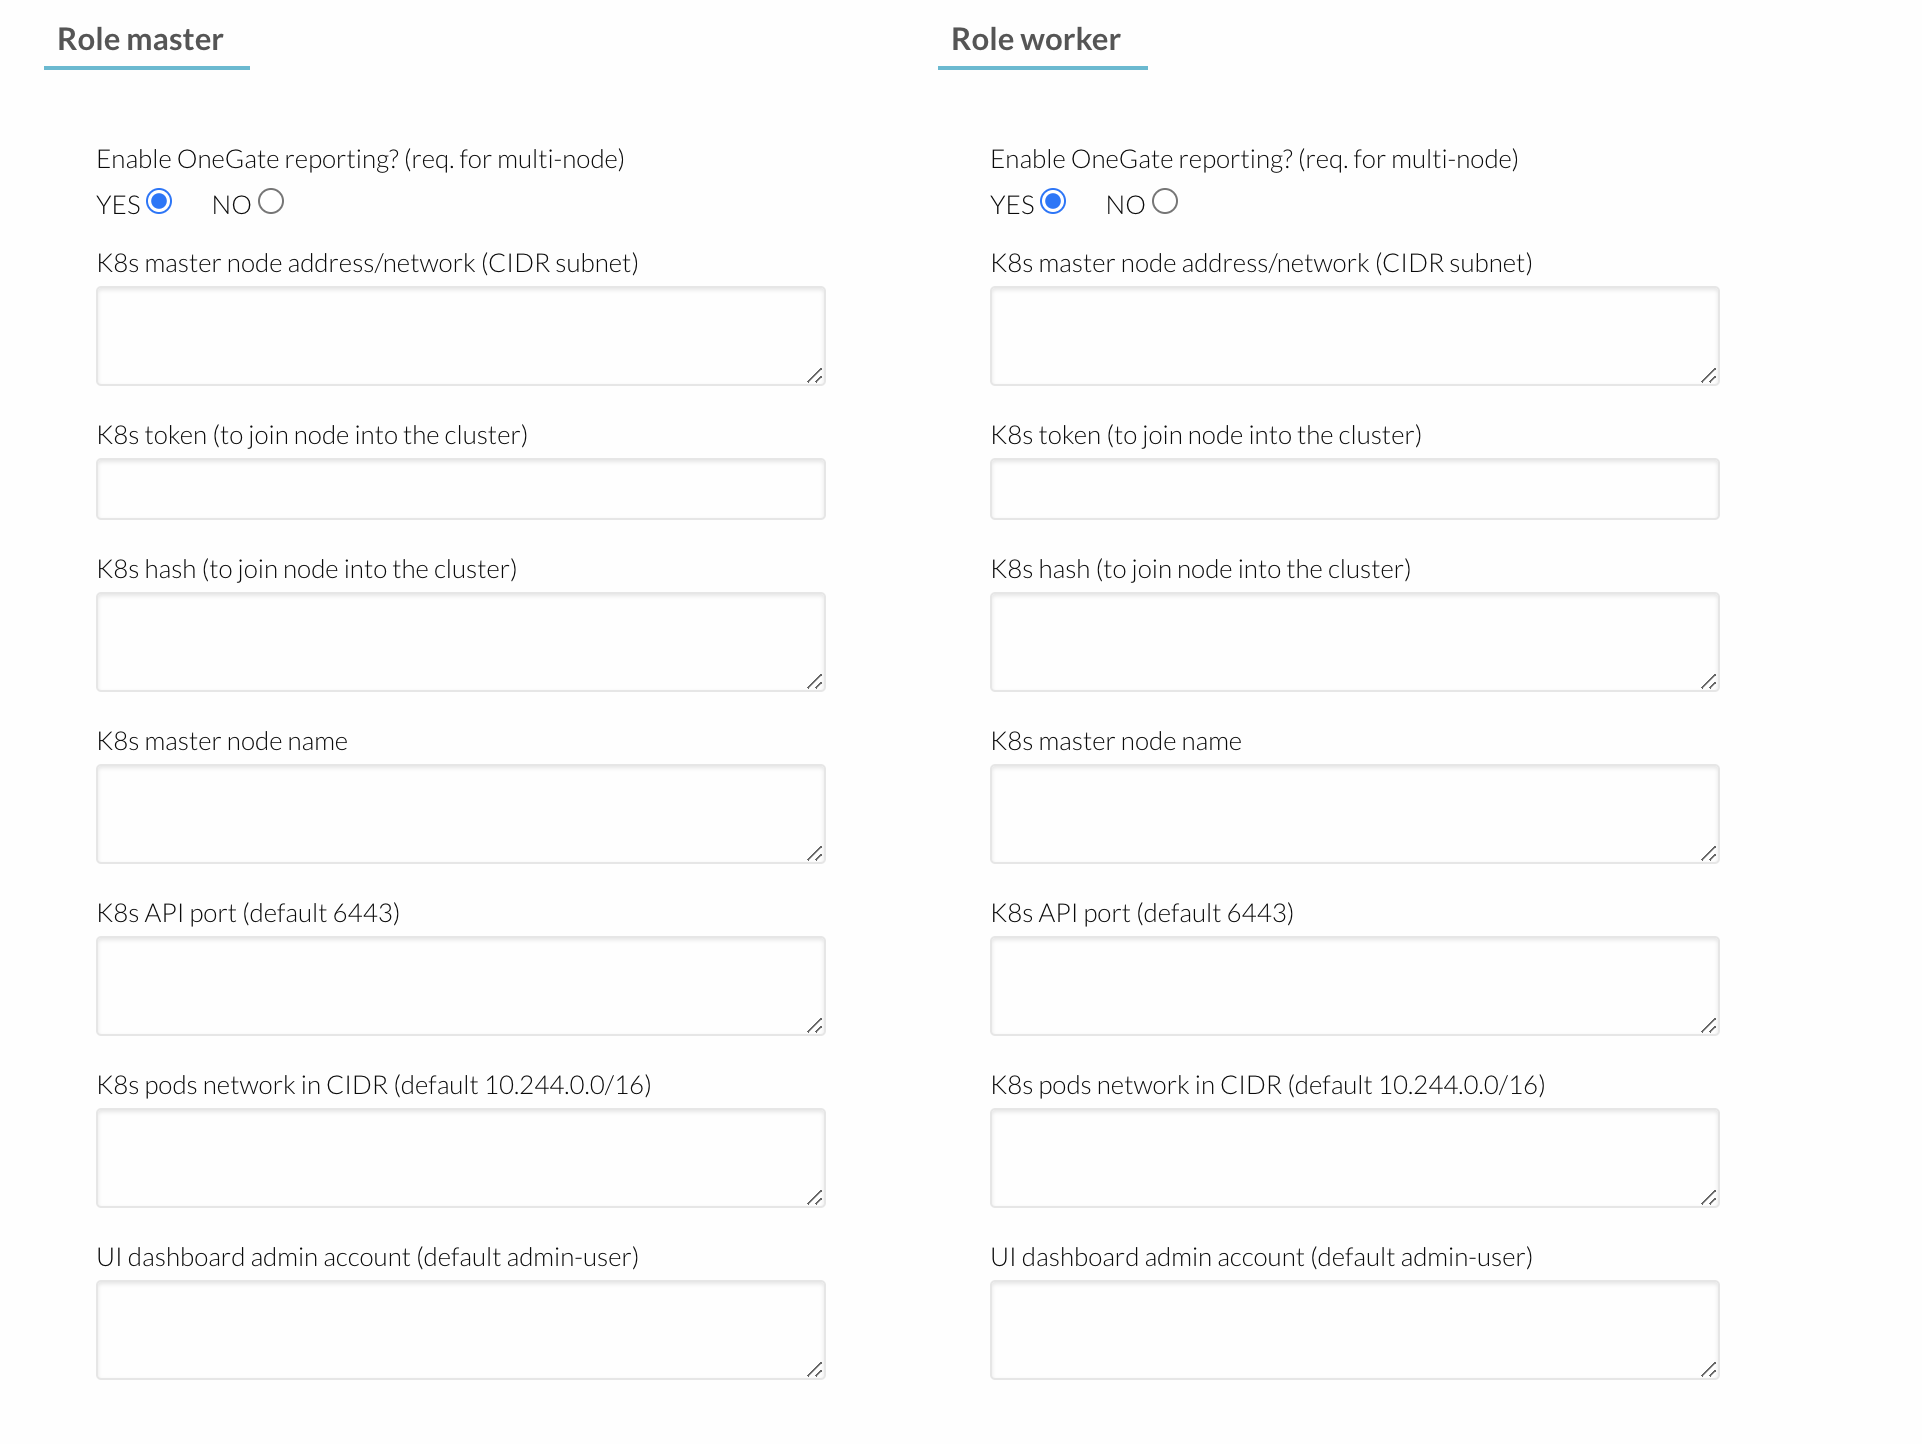 Role master
Enable OneGate reporting? (req. for multi-node)
YES NO
K8s master node address/network (CIDR subnet)
K8s token (to join node into the cluster)
K8s hash (to join node into the cluster)
K8s master node name
K8s API port (default 6443)
K8s pods network in CIDR (default 10.244.0.0/16)
UI dashboard admin account (default admin-user)
Role worker
Enable OneGate reporting? (req. for multi-node)
YES NO
K8s master node address/network (CIDR subnet)
K8s token (to join node into the cluster)
K8s hash (to join node into the cluster)
K8s master node name
K8s API port (default 6443)
K8s pods network in CIDR (default 10.244.0.0/16)
UI dashboard admin account (default admin-user)